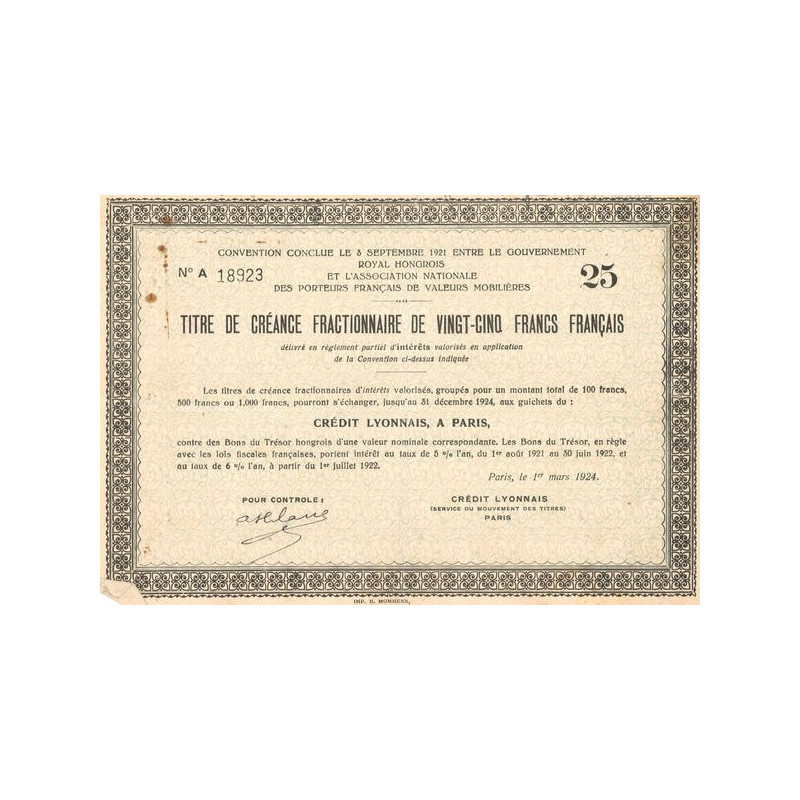 CONVENTION CONCLUE LE 3 SEPTEMBRE 1921 ENTRE LE GOUVERNEMENT
ROYAL HONGROIS
ET L'ASSOCIATION NATIONALE
DES PORTEURS FRANÇAIS DE VALEURS MOBILIÈRES
N° A 18923
25
TITRE DE CRÉANCE FRACTIONNAIRE DE VINGT-CINQ FRANCS FRANÇAIS
délivré en règlement partiel d'intérêts valorisés en application
de la Convention ci-dessus indiquée
Les titres de créance fractionnaires d'intérêts valorisés, groupés pour un montant total de 100 francs,
500 francs ou 1,000 francs, pourront s'échanger, jusqu'au 31 décembre 1924, aux guichets du :
CRÉDIT LYONNAIS, A PARIS,
contre des Bons du Trésor hongrois d'une valeur nominale correspondante. Les Bons du Trésor, en règle
avec les lois fiscales françaises, portent intérêt au taux de 5 % l'an, du 1er août 1921 au 30 juin 1922, et
au taux de 6 % l'an, à partir du 1er juillet 1922.
Paris, le 1er mars 1924.
POUR CONTROLE :
CRÉDIT LYONNAIS
(SERVICE DU MOUVEMENT DES TITRES)
PARIS
IMP. R. MOMMENS,